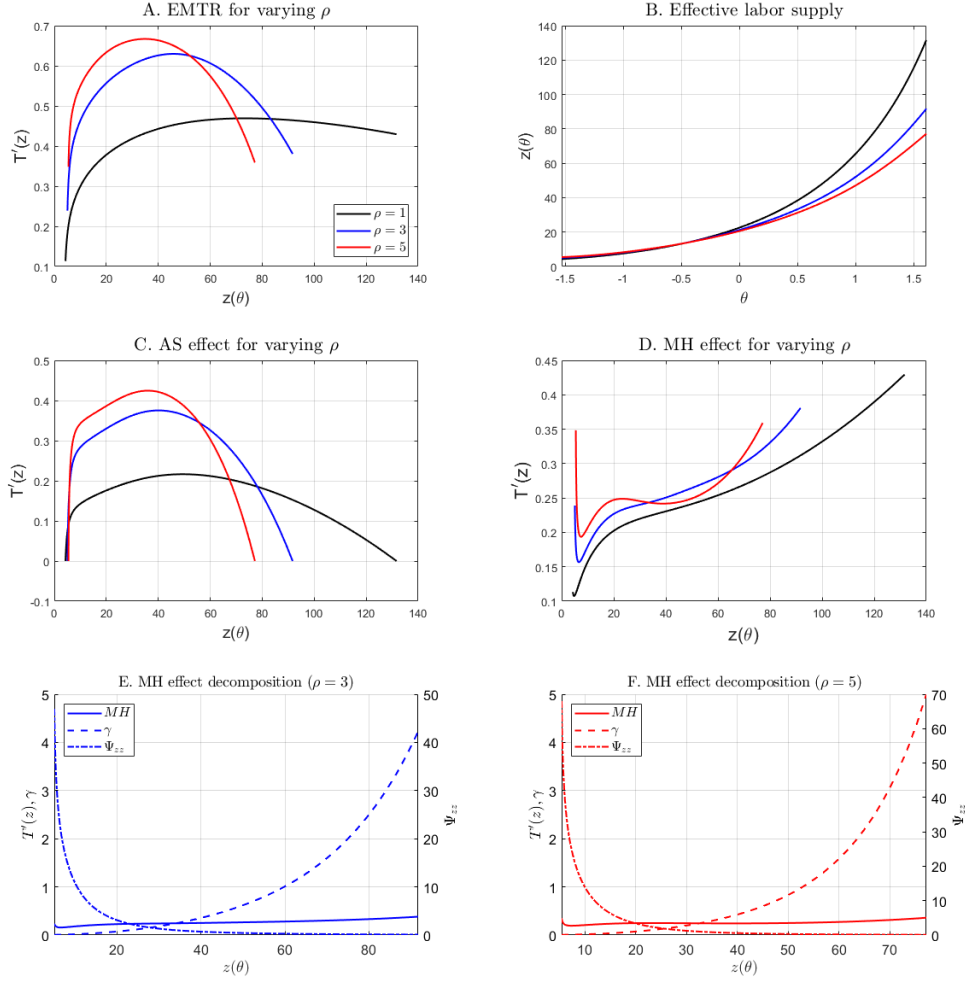 A. EMTR for varying ρ
0.7
0.6
0.5
0.4
0.3
0.2
0.1
T′(z)
0 20 40 60 80 100 120 140
z(θ)
ρ = 1
ρ = 3
ρ = 5
B. Effective labor supply
140
120
100
80
60
40
20
0
z(θ)
-1.5 -1 -0.5 0 0.5 1 1.5
θ
C. AS effect for varying ρ
0.5
0.4
0.3
0.2
0.1
0
-0.1
T′(z)
0 20 40 60 80 100 120 140
z(θ)
D. MH effect for varying ρ
0.45
0.4
0.35
0.3
0.25
0.2
0.15
0.1
T′(z)
0 20 40 60 80 100 120 140
z(θ)
E. MH effect decomposition (ρ = 3)
5
4
3
2
1
0
T′(z), γ
MH
γ
Ψzz
50
40
30
20
10
0
Ψzz
20 40 60 80
z(θ)
F. MH effect decomposition (ρ = 5)
5
4
3
2
1
0
T′(z), γ
MH
γ
Ψzz
70
60
50
40
30
20
10
0
Ψzz
10 20 30 40 50 60 70
z(θ)